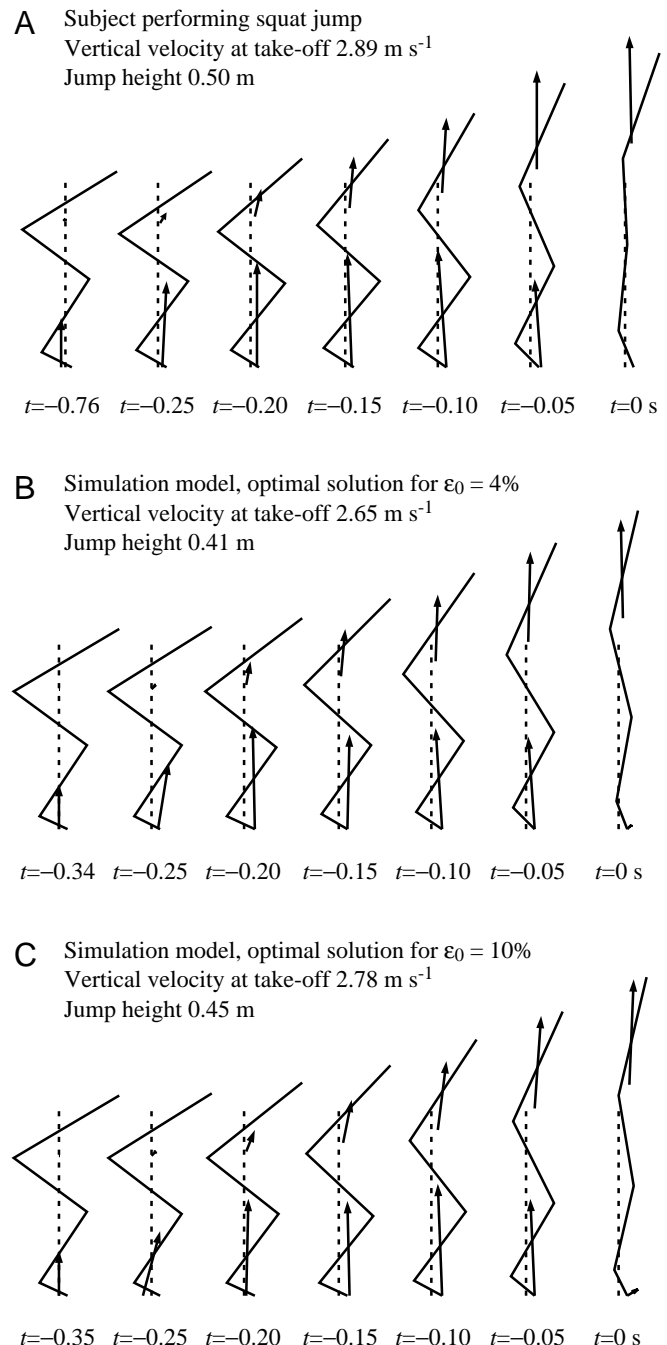 A Subject performing squat jump
Vertical velocity at take-off 2.89 m s⁻¹
Jump height 0.50 m
t=−0.76 t=−0.25 t=−0.20 t=−0.15 t=−0.10 t=−0.05 t=0 s
B Simulation model, optimal solution for ε₀ = 4%
Vertical velocity at take-off 2.65 m s⁻¹
Jump height 0.41 m
t=−0.34 t=−0.25 t=−0.20 t=−0.15 t=−0.10 t=−0.05 t=0 s
C Simulation model, optimal solution for ε₀ = 10%
Vertical velocity at take-off 2.78 m s⁻¹
Jump height 0.45 m
t=−0.35 t=−0.25 t=−0.20 t=−0.15 t=−0.10 t=−0.05 t=0 s